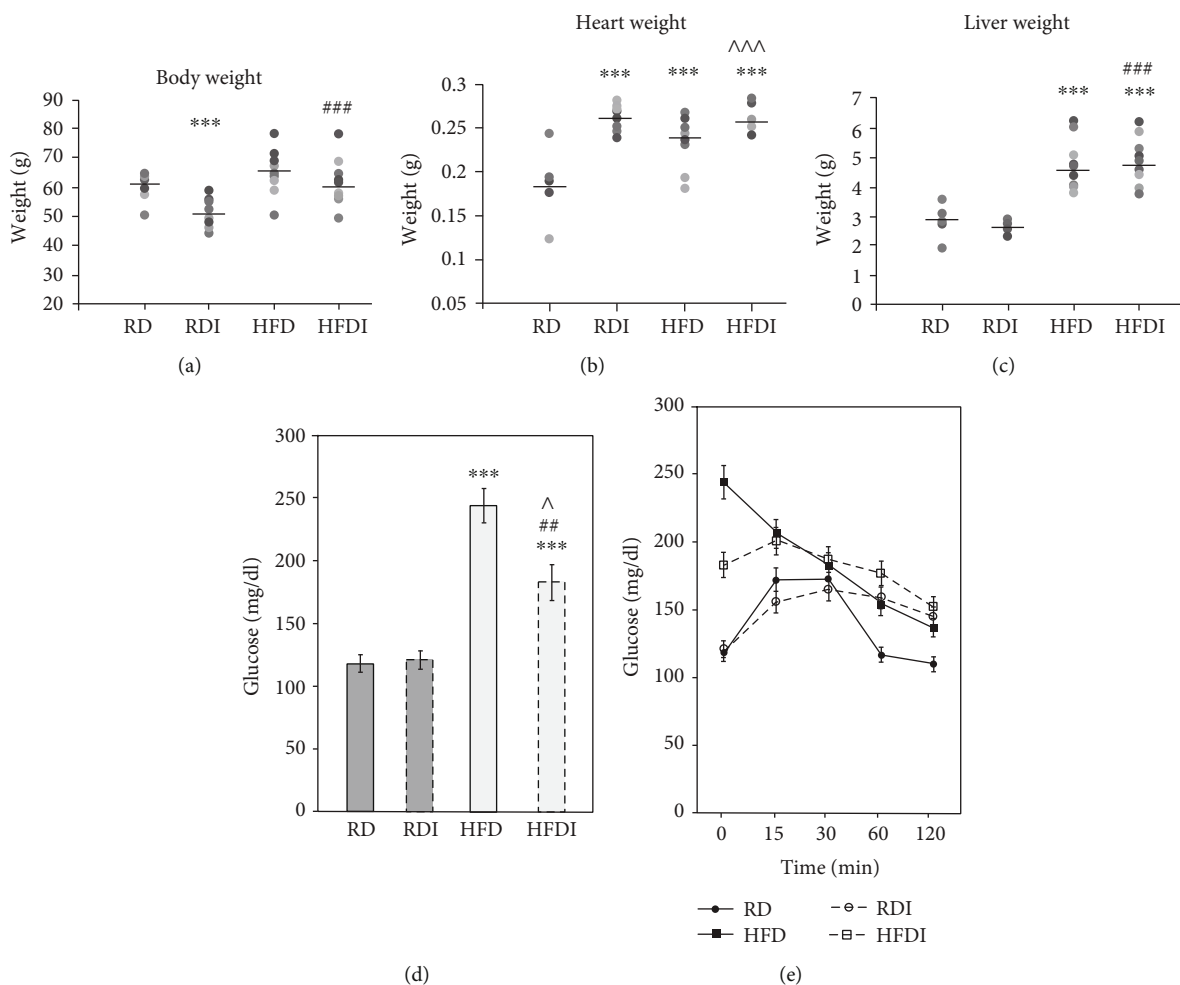 Body weight
Weight (g)
90
80
70
60
50
40
30
20
***
###
RD
RDI
HFD
HFDI
(a)
Heart weight
Weight (g)
0.3
0.25
0.2
0.15
0.1
0.05
***
***
^^^
***
RD
RDI
HFD
HFDI
(b)
Liver weight
Weight (g)
7
6
5
4
3
2
1
0
***
###
***
RD
RDI
HFD
HFDI
(c)
Glucose (mg/dl)
300
250
200
150
100
50
0
***
^
##
***
RD
RDI
HFD
HFDI
(d)
Glucose (mg/dl)
300
250
200
150
100
50
0
0
15
30
60
120
Time (min)
RD
RDI
HFD
HFDI
(e)